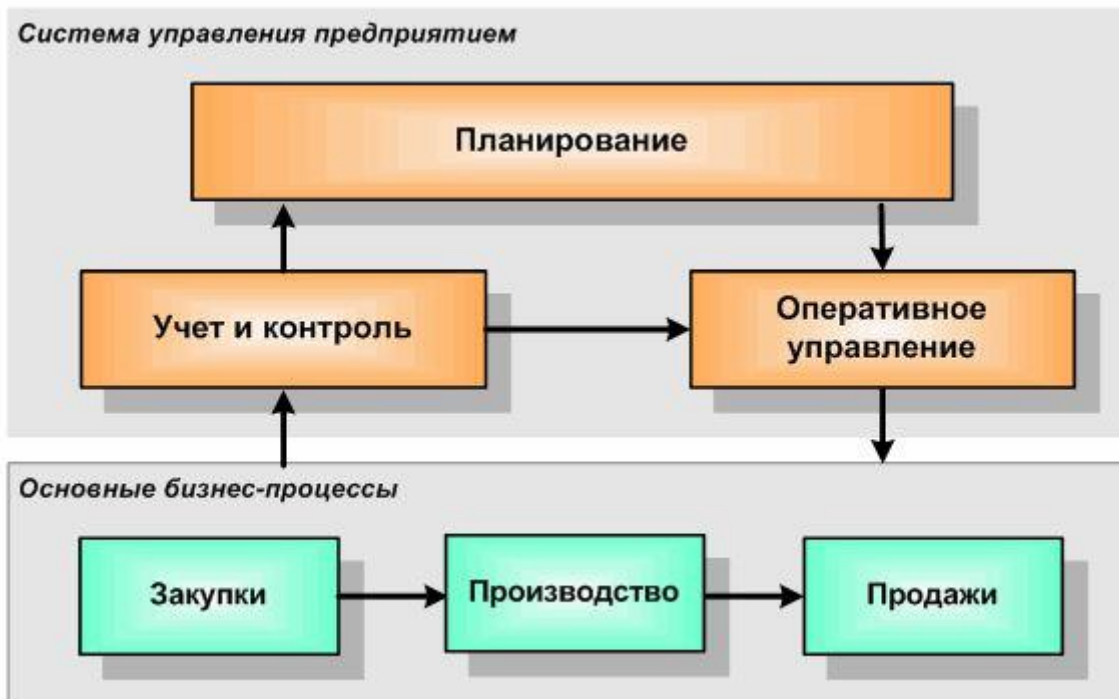 Система управления предприятием
Планирование
Учет и контроль
Оперативное
управление
Основные бизнес-процессы
Закупки
Производство
Продажи